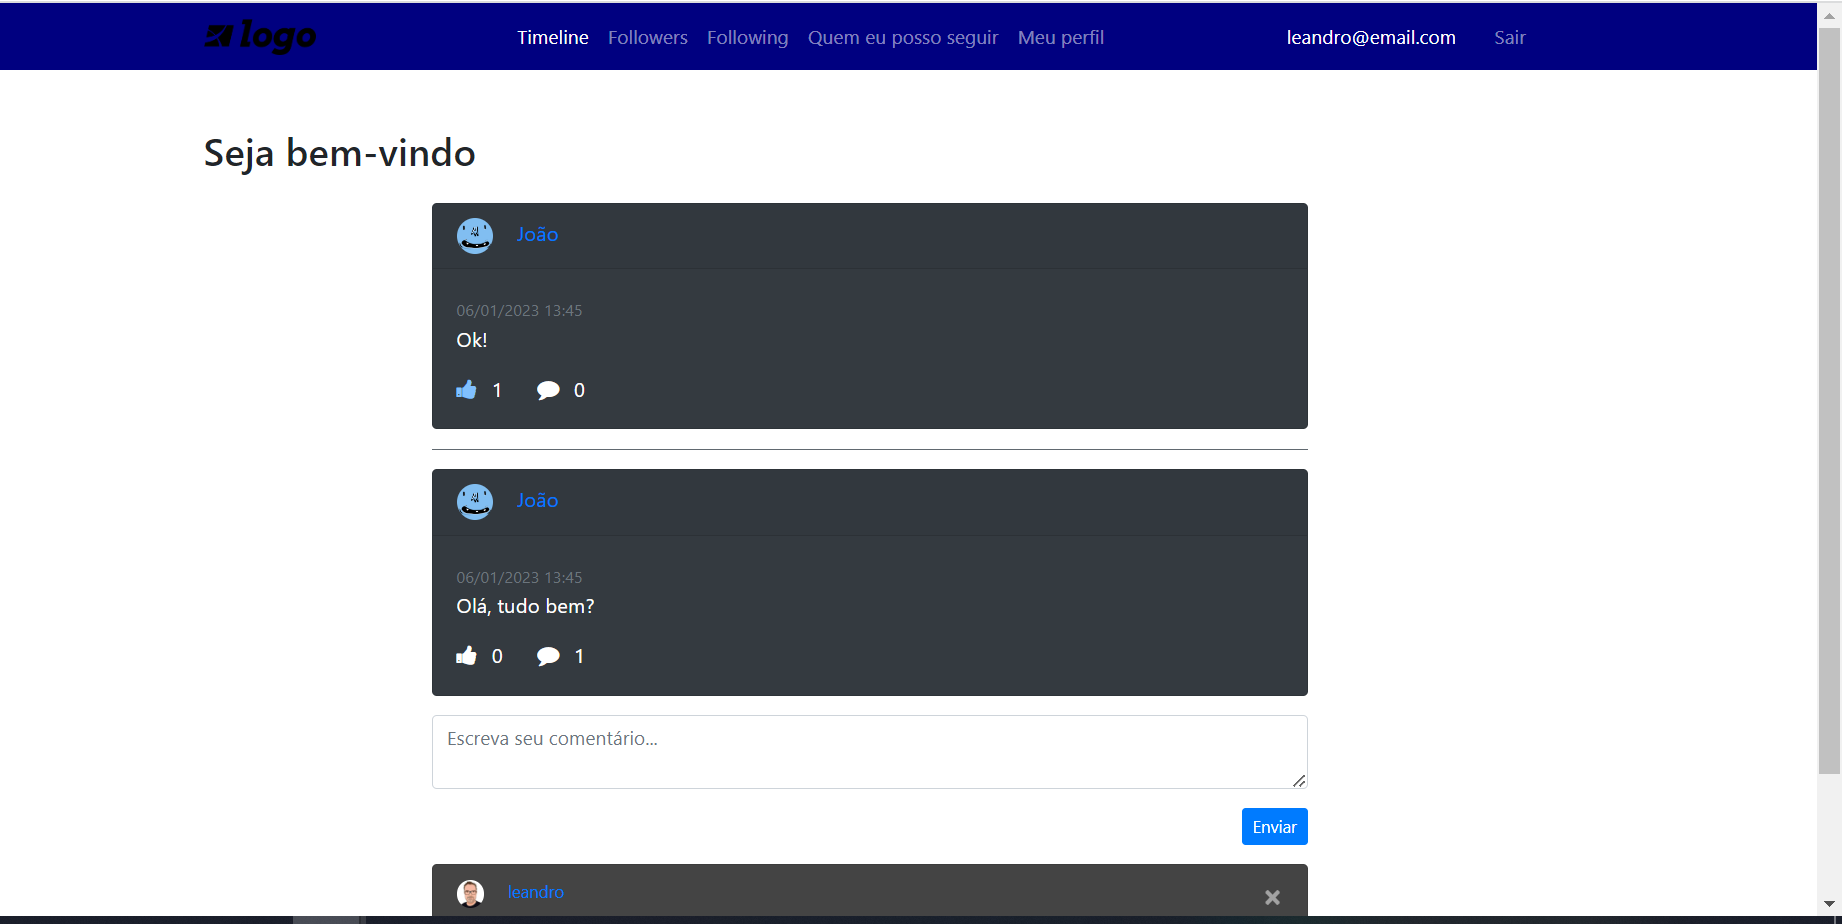 logo Timeline Followers Following Quem eu posso seguir Meu perfil leandro@email.com Sair
Seja bem-vindo
João
06/01/2023 13:45
Ok!
1 0
João
06/01/2023 13:45
Olá, tudo bem?
0 1
Escreva seu comentário...
Enviar
leandro